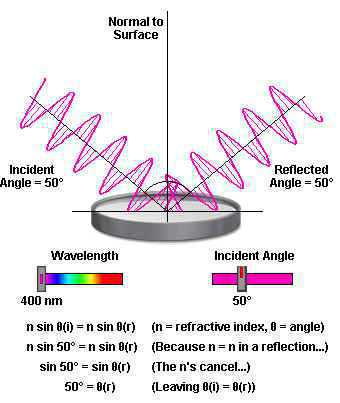 Normal to
Surface
Incident
Angle = 50°
Reflected
Angle = 50°
Wavelength
400 nm
Incident Angle
50°
n sin θ(i) = n sin θ(r) (n = refractive index, θ = angle)
n sin 50° = n sin θ(r) (Because n = n in a reflection...)
sin 50° = sin θ(r) (The n's cancel...)
50° = θ(r) (Leaving θ(i) = θ(r))